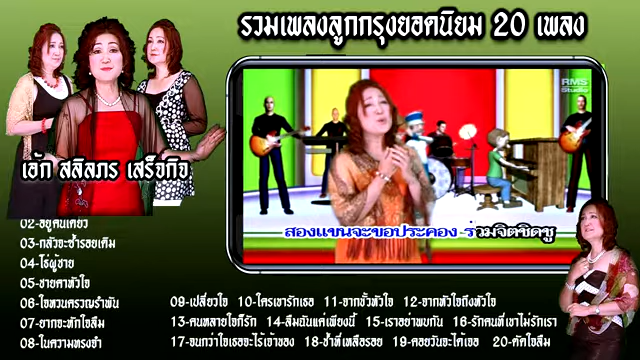 รวมเพลงลูกกรุงยอดนิยม 20 เพลง
RMS
Studio
เอ้ก สลิลภร เสร็จกิจ
สองแขนจะขอประคอง ร่วมจิตชิดชู
02-อยู่คนเดียว
03-กลัวจะช้ำรอยเดิม
04-โธ่ผู้ชาย
05-ชายคาหัวใจ
06-ใจหวนครวญรำพัน
07-ยากจะหักใจลืม
08-ในความทรงจำ
09-เปลี่ยวใจ 10-ใครเขารักเธอ 11-จากขั้วหัวใจ 12-จากหัวใจถึงหัวใจ
13-คนหลายใจก็รัก 14-ลืมฉันแค่เพียงนี้ 15-เราอย่าพบกัน 16-รักคนที่เขาไม่รักเรา
17-จนกว่าใจเธอจะไร้เจ้าของ 18-ช้ำที่เหลือรอย 19-คอยวันจะได้เจอ 20-ตัดใจลืม